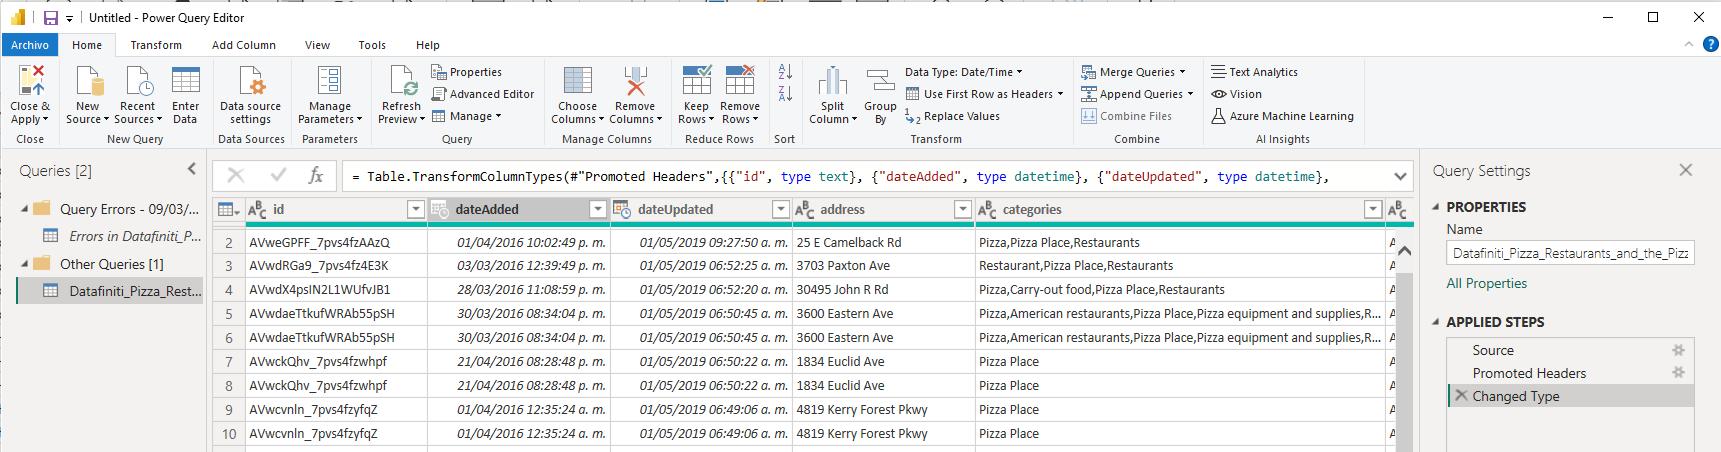 Untitled - Power Query Editor
Archivo Home Transform Add Column View Tools Help
Close & Apply
Close
New Source
Recent Sources
Enter Data
New Query
Data source settings
Data Sources
Manage Parameters
Parameters
Refresh Preview
Properties
Advanced Editor
Manage
Query
Choose Columns
Remove Columns
Manage Columns
Keep Rows
Remove Rows
Reduce Rows
Sort
Split Column
Group By
Data Type: Date/Time
Use First Row as Headers
Replace Values
Transform
Merge Queries
Append Queries
Combine Files
Combine
Text Analytics
Vision
Azure Machine Learning
AI Insights
Queries [2]
Query Errors - 09/03/...
Errors in Datafiniti_P...
Other Queries [1]
Datafiniti_Pizza_Rest...
= Table.TransformColumnTypes(#"Promoted Headers",{{"id", type text}, {"dateAdded", type datetime}, {"dateUpdated", type datetime},
id dateAdded dateUpdated address categories
2 AVweGPFF_7pvs4fzAAzQ 01/04/2016 10:02:49 p. m. 01/05/2019 09:27:50 a. m. 25 E Camelback Rd Pizza,Pizza Place,Restaurants
3 AVwdRGa9_7pvs4fz4E3K 03/03/2016 12:39:49 p. m. 01/05/2019 06:52:25 a. m. 3703 Paxton Ave Restaurant,Pizza Place,Restaurants
4 AVwdX4psIN2L1WUfvJB1 28/03/2016 11:08:59 p. m. 01/05/2019 06:52:20 a. m. 30495 John R Rd Pizza,Carry-out food,Pizza Place,Restaurants
5 AVwdaeTtkufWRAb55pSH 30/03/2016 08:34:04 p. m. 01/05/2019 06:50:45 a. m. 3600 Eastern Ave Pizza,American restaurants,Pizza Place,Pizza equipment and supplies,R...
6 AVwdaeTtkufWRAb55pSH 30/03/2016 08:34:04 p. m. 01/05/2019 06:50:45 a. m. 3600 Eastern Ave Pizza,American restaurants,Pizza Place,Pizza equipment and supplies,R...
7 AVwckQhv_7pvs4fzwhpf 21/04/2016 08:28:48 p. m. 01/05/2019 06:50:22 a. m. 1834 Euclid Ave Pizza Place
8 AVwckQhv_7pvs4fzwhpf 21/04/2016 08:28:48 p. m. 01/05/2019 06:50:22 a. m. 1834 Euclid Ave Pizza Place
9 AVwcvnln_7pvs4fzyfqZ 01/04/2016 12:35:24 a. m. 01/05/2019 06:49:06 a. m. 4819 Kerry Forest Pkwy Pizza Place
10 AVwcvnln_7pvs4fzyfqZ 01/04/2016 12:35:24 a. m. 01/05/2019 06:49:06 a. m. 4819 Kerry Forest Pkwy Pizza Place
Query Settings
PROPERTIES
Name
Datafiniti_Pizza_Restaurants_and_the_Pizz
All Properties
APPLIED STEPS
Source
Promoted Headers
Changed Type